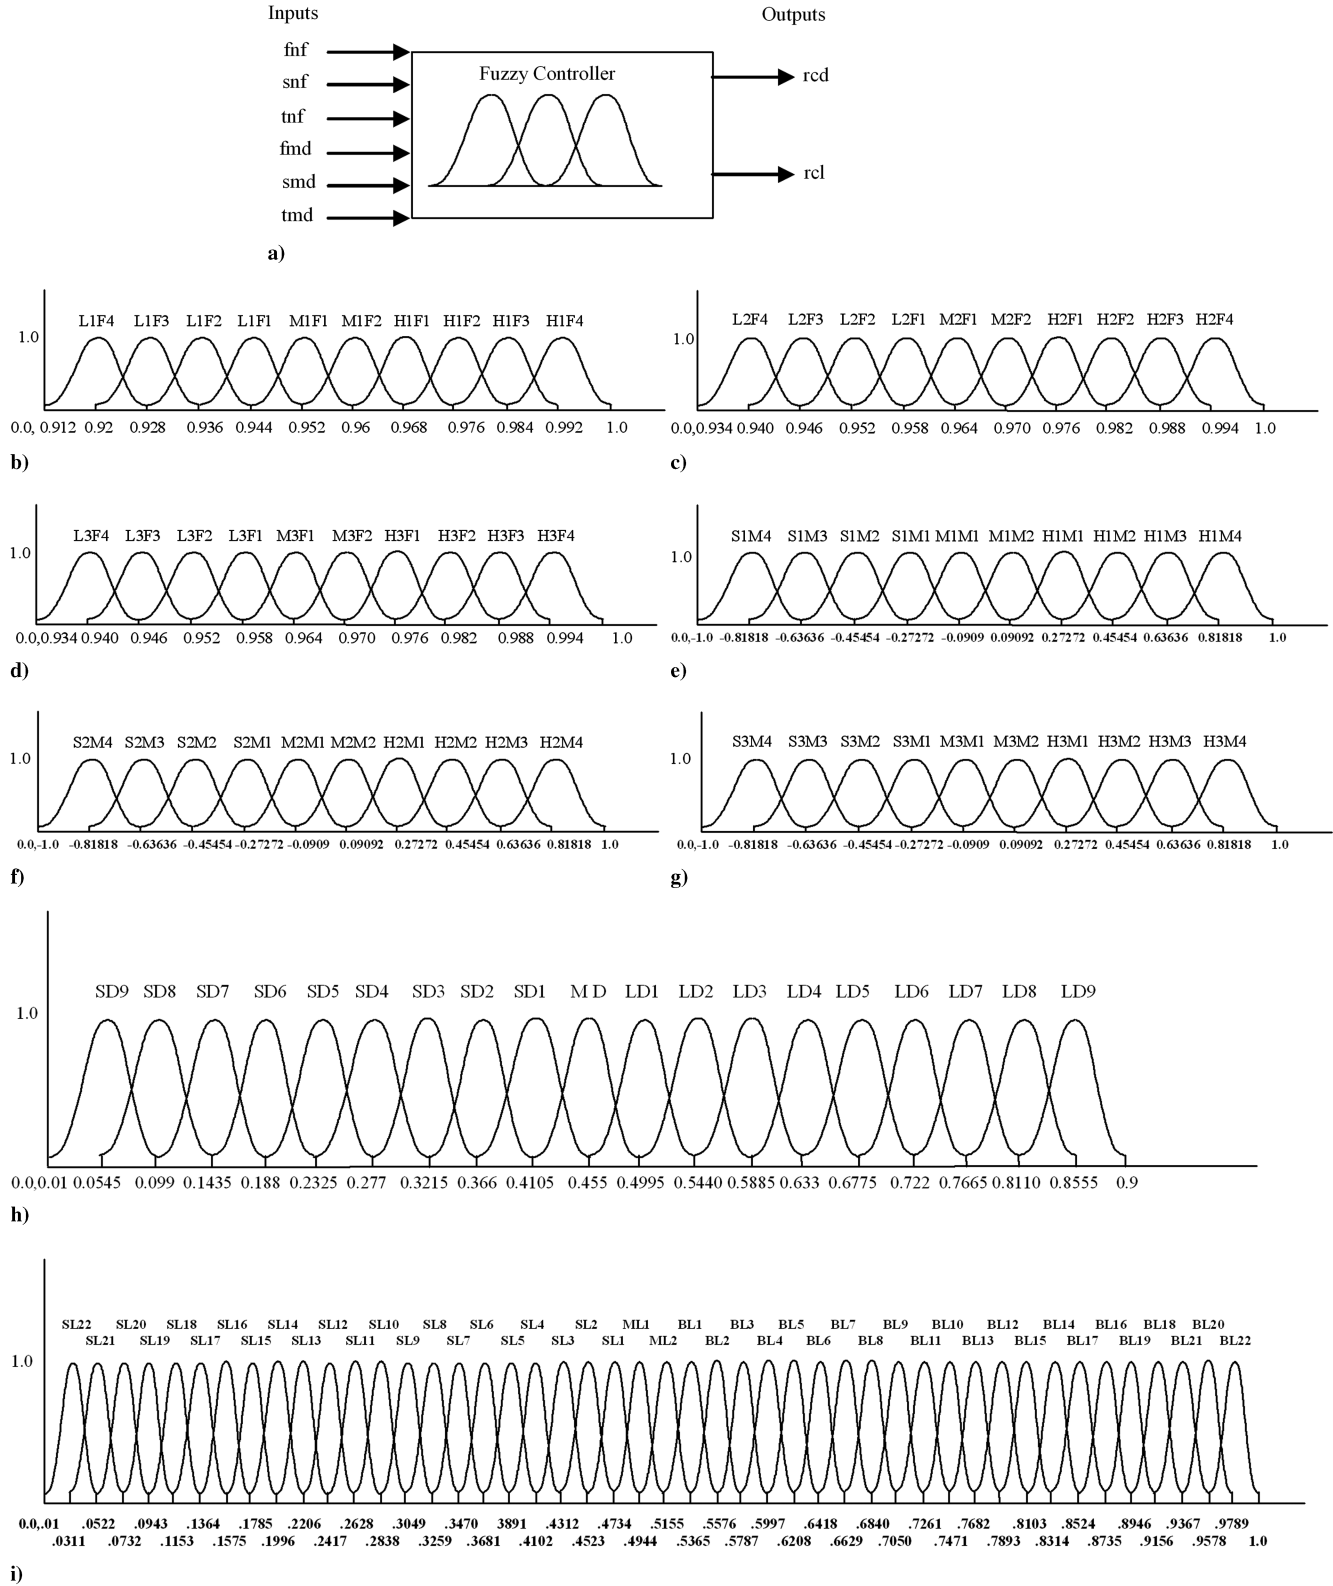 Inputs Outputs
fnf
snf
tnf
fmd
smd
tmd
Fuzzy Controller
rcd
rcl
a)
L1F4 L1F3 L1F2 L1F1 M1F1 M1F2 H1F1 H1F2 H1F3 H1F4
1.0
0.0, 0.912 0.92 0.928 0.936 0.944 0.952 0.96 0.968 0.976 0.984 0.992 1.0
b)
L2F4 L2F3 L2F2 L2F1 M2F1 M2F2 H2F1 H2F2 H2F3 H2F4
1.0
0.0,0.934 0.940 0.946 0.952 0.958 0.964 0.970 0.976 0.982 0.988 0.994 1.0
c)
L3F4 L3F3 L3F2 L3F1 M3F1 M3F2 H3F1 H3F2 H3F3 H3F4
1.0
0.0,0.934 0.940 0.946 0.952 0.958 0.964 0.970 0.976 0.982 0.988 0.994 1.0
d)
S1M4 S1M3 S1M2 S1M1 M1M1 M1M2 H1M1 H1M2 H1M3 H1M4
1.0
0.0,-1.0 -0.81818 -0.63636 -0.45454 -0.27272 -0.0909 0.09092 0.27272 0.45454 0.63636 0.81818 1.0
e)
S2M4 S2M3 S2M2 S2M1 M2M1 M2M2 H2M1 H2M2 H2M3 H2M4
1.0
0.0,-1.0 -0.81818 -0.63636 -0.45454 -0.27272 -0.0909 0.09092 0.27272 0.45454 0.63636 0.81818 1.0
f)
S3M4 S3M3 S3M2 S3M1 M3M1 M3M2 H3M1 H3M2 H3M3 H3M4
1.0
0.0,-1.0 -0.81818 -0.63636 -0.45454 -0.27272 -0.0909 0.09092 0.27272 0.45454 0.63636 0.81818 1.0
g)
SD9 SD8 SD7 SD6 SD5 SD4 SD3 SD2 SD1 M D LD1 LD2 LD3 LD4 LD5 LD6 LD7 LD8 LD9
1.0
0.0,0.01 0.0545 0.099 0.1435 0.188 0.2325 0.277 0.3215 0.366 0.4105 0.455 0.4995 0.5440 0.5885 0.633 0.6775 0.722 0.7665 0.8110 0.8555 0.9
h)
SL22 SL20 SL18 SL16 SL14 SL12 SL10 SL8 SL6 SL4 SL2 ML1 BL1 BL3 BL5 BL7 BL9 BL10 BL12 BL14 BL16 BL18 BL20
SL21 SL19 SL17 SL15 SL13 SL11 SL9 SL7 SL5 SL3 SL1 ML2 BL2 BL4 BL6 BL8 BL11 BL13 BL15 BL17 BL19 BL21 BL22
1.0
0.0,.01 .0522 .0943 .1364 .1785 .2206 .2628 .3049 .3470 .3891 .4312 .4734 .5155 .5576 .5997 .6418 .6840 .7261 .7682 .8103 .8524 .8946 .9367 .9789
.0311 .0732 .1153 .1575 .1996 .2417 .2838 .3259 .3681 .4102 .4523 .4944 .5365 .5787 .6208 .6629 .7050 .7471 .7893 .8314 .8735 .9156 .9578 1.0
i)